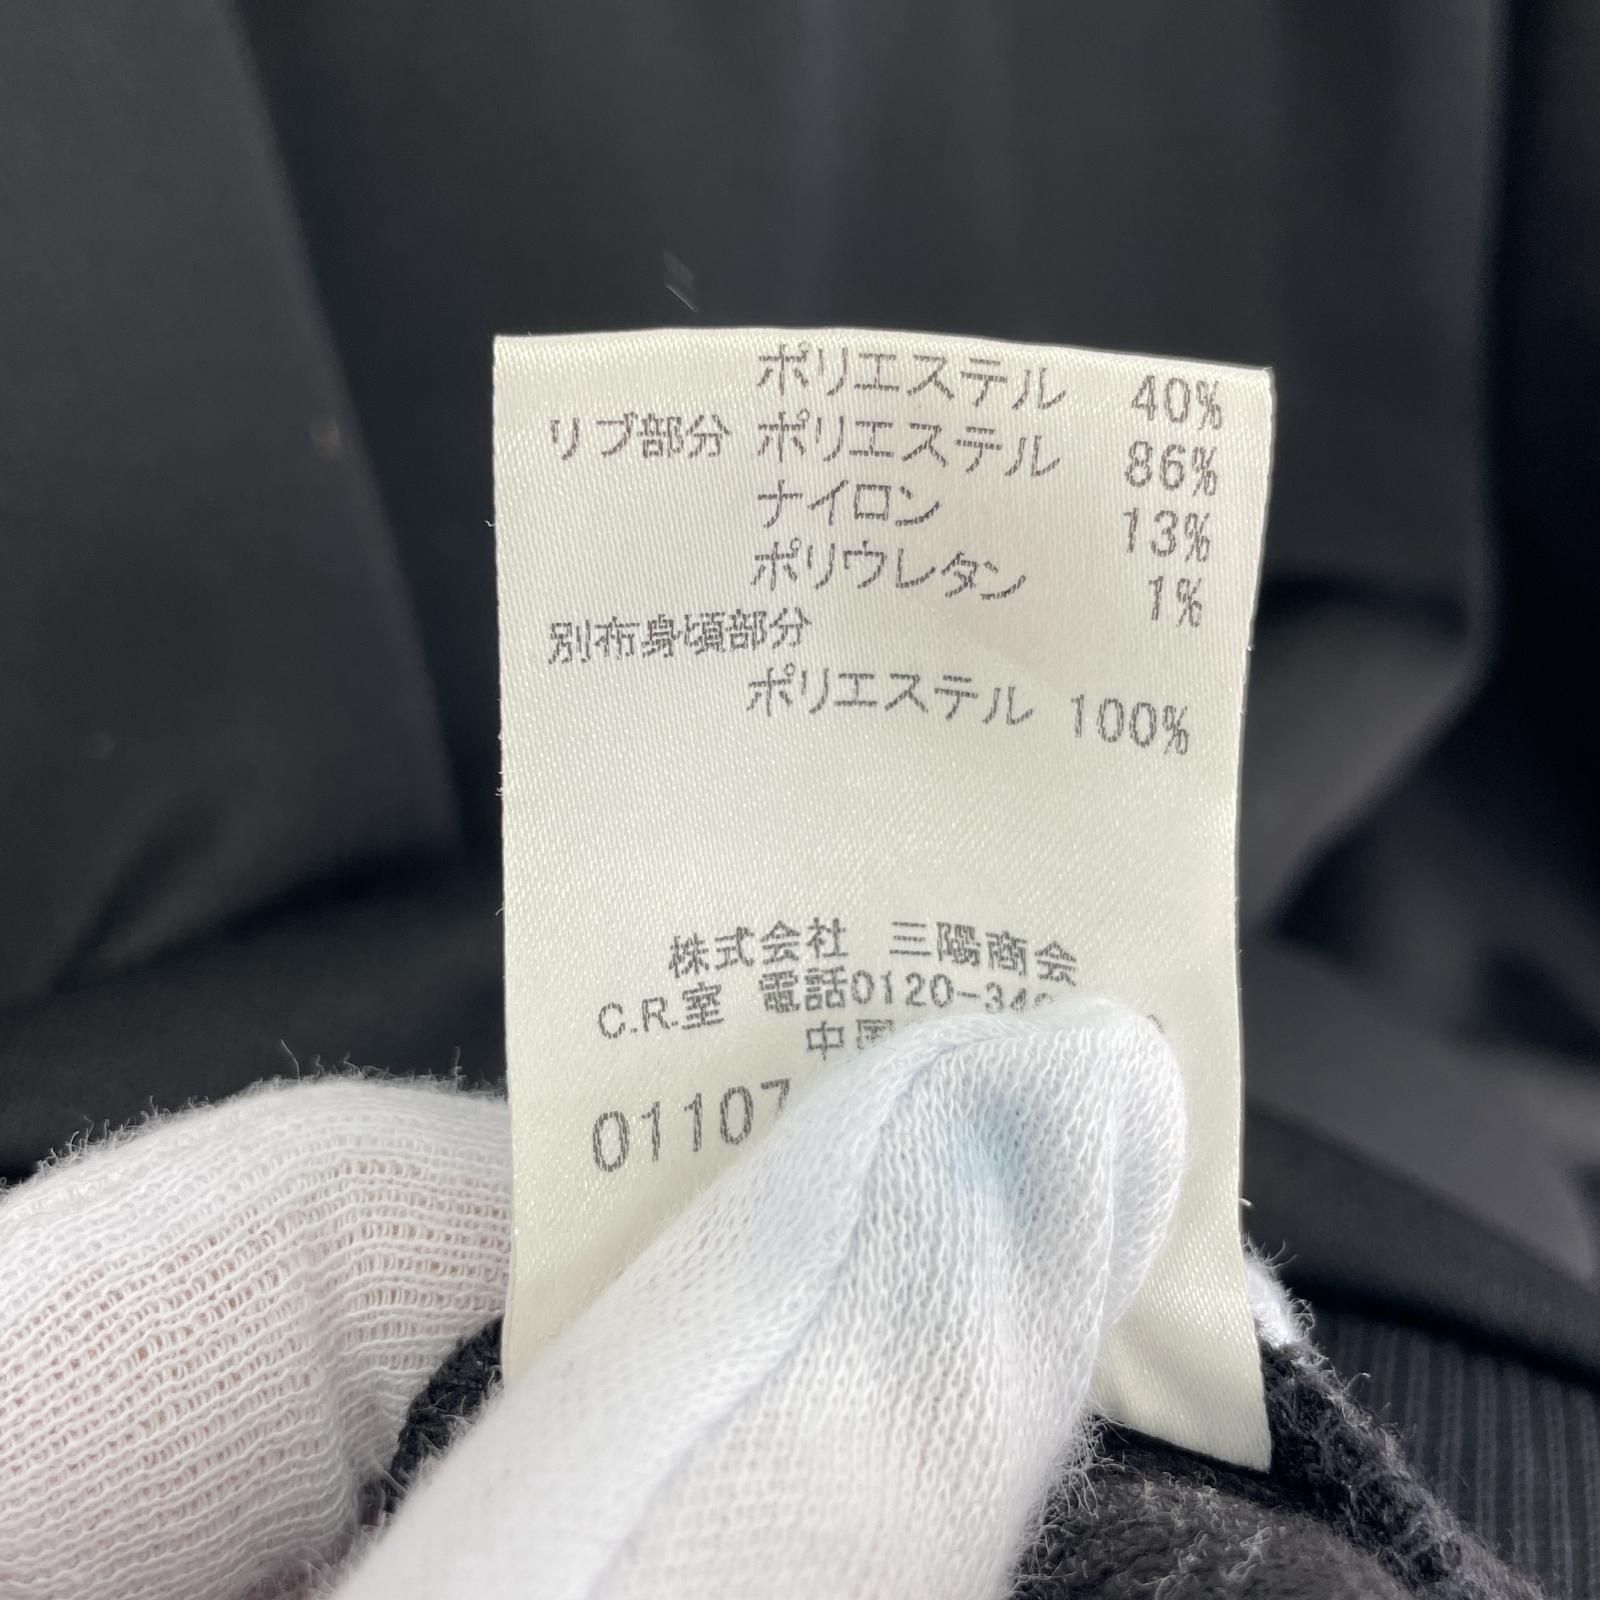 ポリエステル 40%
リブ部分 ポリエステル 86%
ナイロン 13%
ポリウレタン 1%
別布身頃部分
ポリエステル 100%
株式会社 三陽商会
C.R.室 電話0120-340
中国
01107